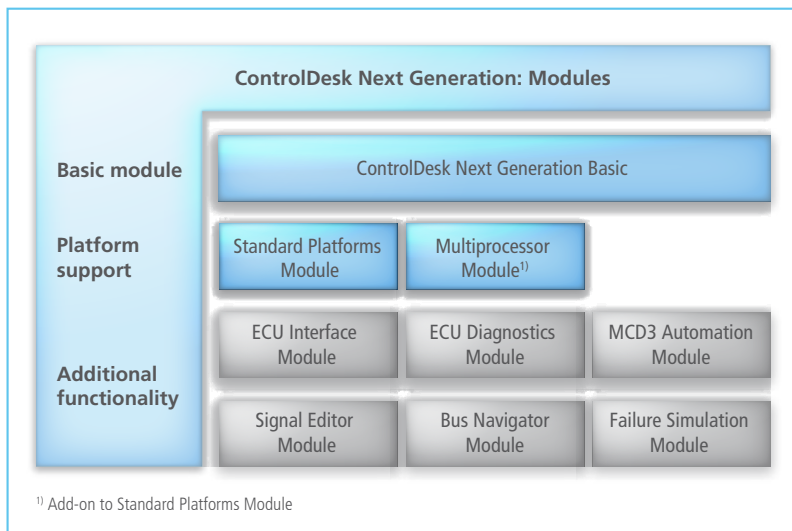 ControlDesk Next Generation: Modules
Basic module
ControlDesk Next Generation Basic
Platform
support
Standard Platforms
Module
Multiprocessor
Module1)
Additional
functionality
ECU Interface
Module
ECU Diagnostics
Module
MCD3 Automation
Module
Signal Editor
Module
Bus Navigator
Module
Failure Simulation
Module
1) Add-on to Standard Platforms Module